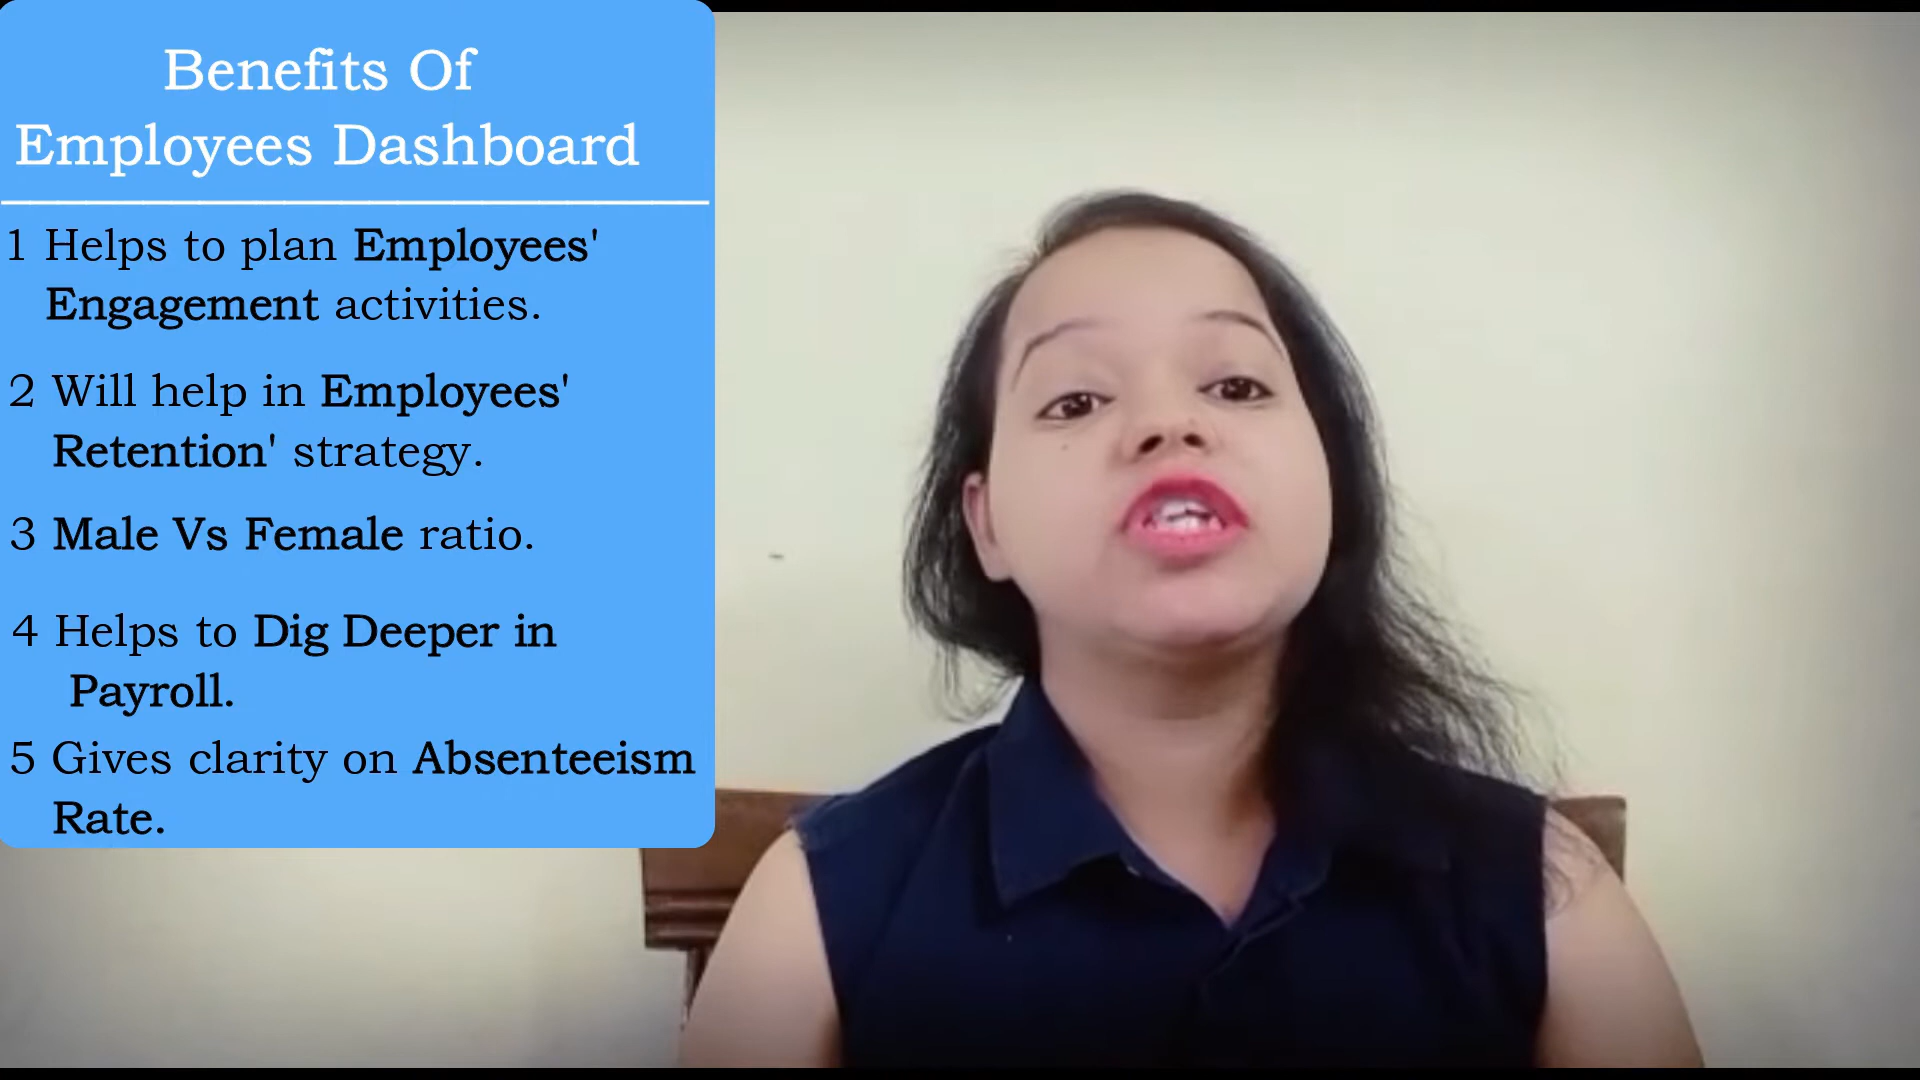 Benefits Of
Employees Dashboard
1 Helps to plan Employees'
Engagement activities.
2 Will help in Employees'
Retention' strategy.
3 Male Vs Female ratio.
4 Helps to Dig Deeper in
Payroll.
5 Gives clarity on Absenteeism
Rate.